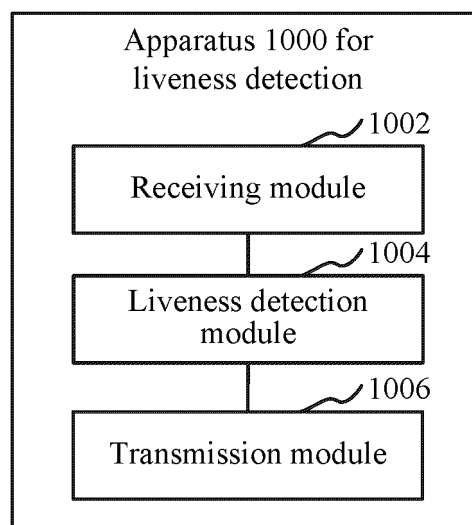 Apparatus 1000 for
liveness detection
1002
Receiving module
1004
Liveness detection
module
1006
Transmission module